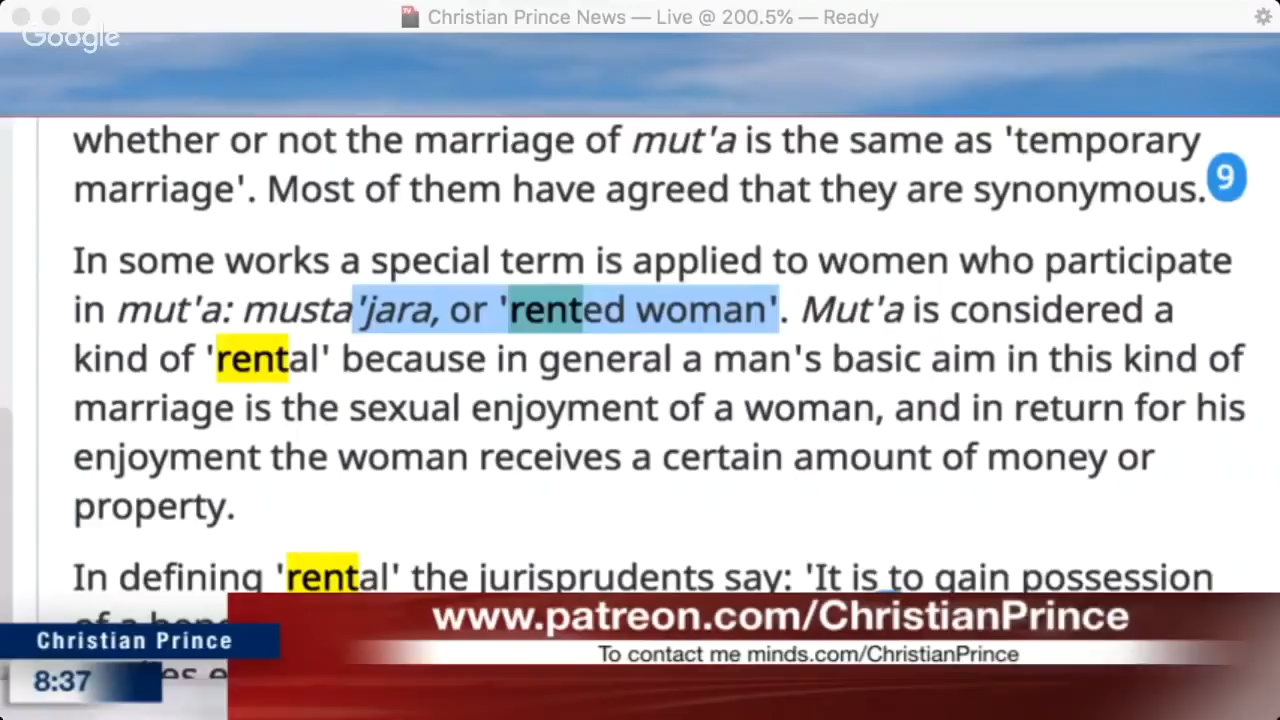 Christian Prince News — Live @ 200.5% — Ready
Google
whether or not the marriage of mut'a is the same as 'temporary
marriage'. Most of them have agreed that they are synonymous. 9
In some works a special term is applied to women who participate
in mut'a: musta'jara, or 'rented woman'. Mut'a is considered a
kind of 'rental' because in general a man's basic aim in this kind of
marriage is the sexual enjoyment of a woman, and in return for his
enjoyment the woman receives a certain amount of money or
property.
In defining 'rental' the jurisprudents say: 'It is to gain possession
of a
www.patreon.com/ChristianPrince
Christian Prince
To contact me minds.com/ChristianPrince
8:37